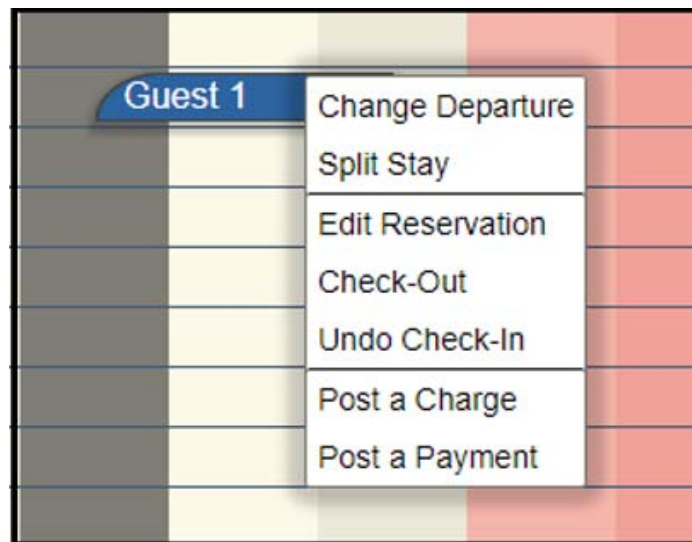 Guest 1
Change Departure
Split Stay
Edit Reservation
Check-Out
Undo Check-In
Post a Charge
Post a Payment